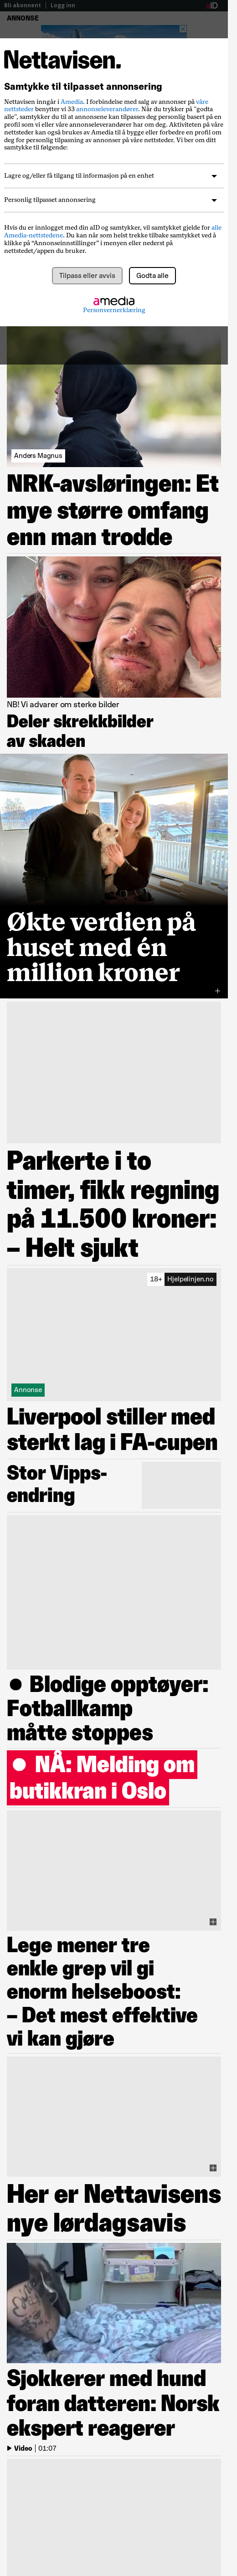 Bli abonnent | Logg inn
ANNONSE
Nettavisen.
Samtykke til tilpasset annonsering
Nettavisen inngår i Amedia. I forbindelse med salg av annonser på våre
nettsteder benytter vi 33 annonseleverandører. Når du trykker på "godta
alle", samtykker du til at annonsene kan tilpasses deg personlig basert på en
profil som vi eller våre annonseleverandører har om deg. Aktiviteten på våre
nettsteder kan også brukes av Amedia til å bygge eller forbedre en profil om
deg for personlig tilpasning av annonser på våre nettsteder. Vi ber om ditt
samtykke til følgende:
Lagre og/eller få tilgang til informasjon på en enhet
Personlig tilpasset annonsering
Hvis du er innlogget med din aID og samtykker, vil samtykket gjelde for alle
Amedia-nettstedene. Du kan når som helst trekke tilbake samtykket ved å
klikke på “Annonseinnstillinger” i menyen eller nederst på
nettstedet/appen du bruker.
Tilpass eller avvis
Godta alle
amedia
Personvernerklæring
Anders Magnus
NRK-avsløringen: Et
mye større omfang
enn man trodde
NB! Vi advarer om sterke bilder
Deler skrekkbilder
av skaden
Økte verdien på
huset med én
million kroner
Parkerte i to
timer, fikk regning
på 11.500 kroner:
– Helt sjukt
18+ Hjelpelinjen.no
Annonse
Liverpool stiller med
sterkt lag i FA-cupen
Stor Vipps-
endring
● Blodige opptøyer:
Fotballkamp
måtte stoppes
● NÅ: Melding om
butikkran i Oslo
Lege mener tre
enkle grep vil gi
enorm helseboost:
– Det mest effektive
vi kan gjøre
Her er Nettavisens
nye lørdagsavis
Sjokkerer med hund
foran datteren: Norsk
ekspert reagerer
Video | 01:07